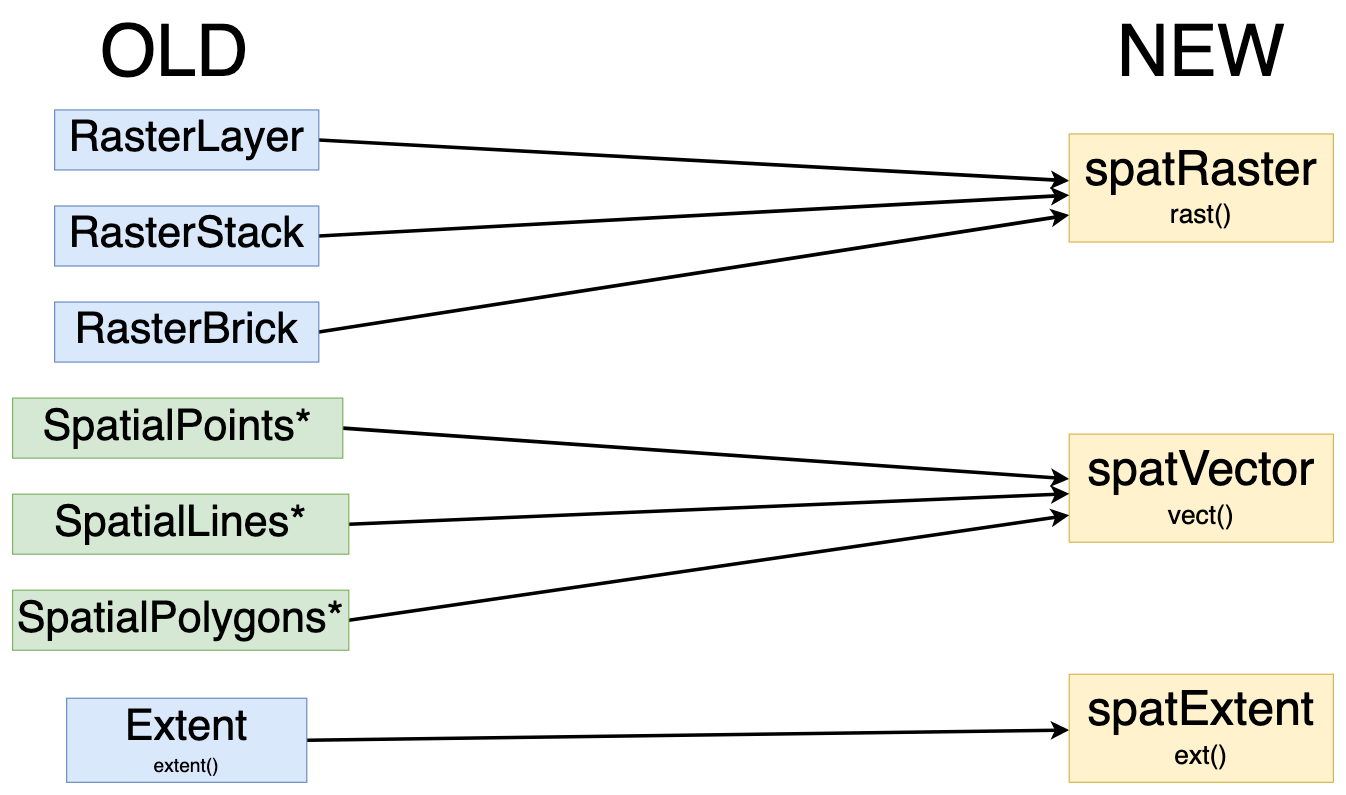 OLD
NEW
RasterLayer
RasterStack
RasterBrick
spatRaster
rast()
SpatialPoints*
SpatialLines*
SpatialPolygons*
spatVector
vect()
Extent
extent()
spatExtent
ext()